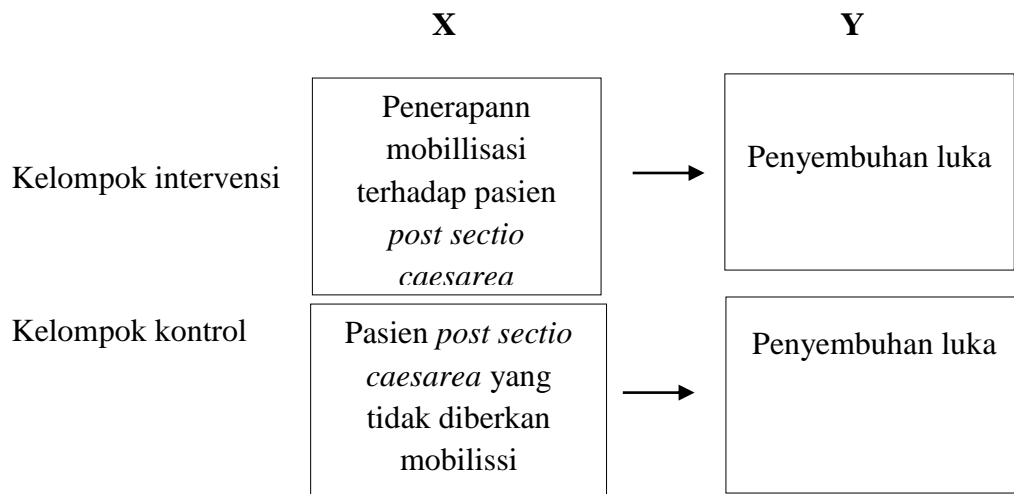 X
Y
Kelompok intervensi
Penerapann
mobillisasi
terhadap pasien
post sectio
caesarea
Penyembuhan luka
Kelompok kontrol
Pasien post sectio
caesarea yang
tidak diberkan
mobilissi
Penyembuhan luka